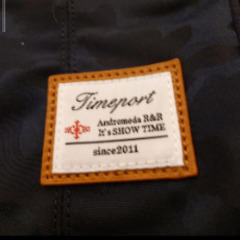 Timeport
Andromeda R&R
It's SHOW TIME
since2011